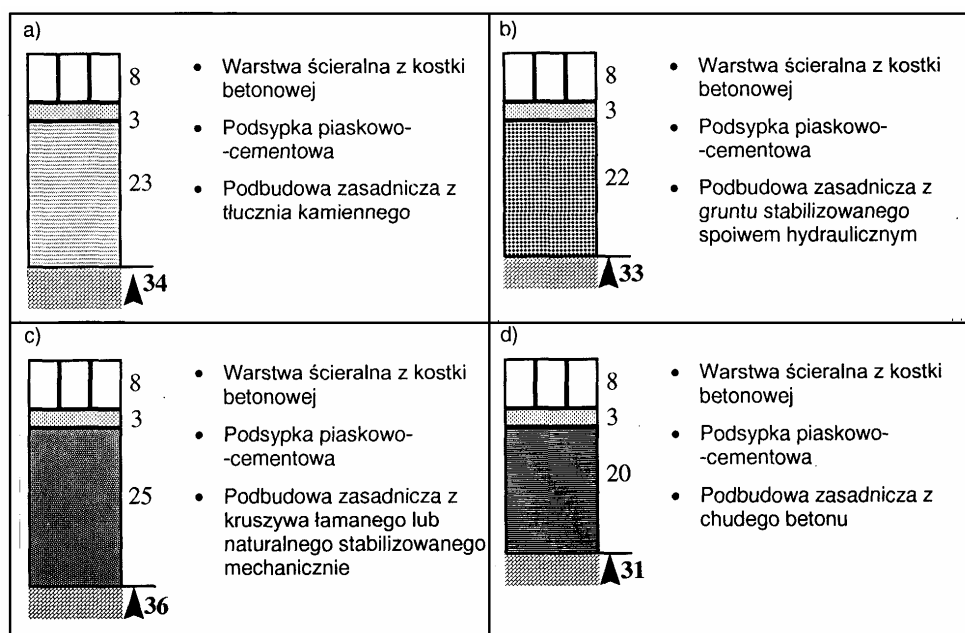 a)
8
3
23
34
• Warstwa ścieralna z kostki
betonowej
• Podsypka piaskowo-
-cementowa
• Podbudowa zasadnicza z
tłucznia kamiennego
b)
8
3
22
33
• Warstwa ścieralna z kostki
betonowej
• Podsypka piaskowo-
-cementowa
• Podbudowa zasadnicza z
gruntu stabilizowanego
spoiwem hydraulicznym
c)
8
3
25
36
• Warstwa ścieralna z kostki
betonowej
• Podsypka piaskowo-
-cementowa
• Podbudowa zasadnicza z
kruszywa łamanego lub
naturalnego stabilizowanego
mechanicznie
d)
8
3
20
31
• Warstwa ścieralna z kostki
betonowej
• Podsypka piaskowo-
-cementowa
• Podbudowa zasadnicza z
chudego betonu